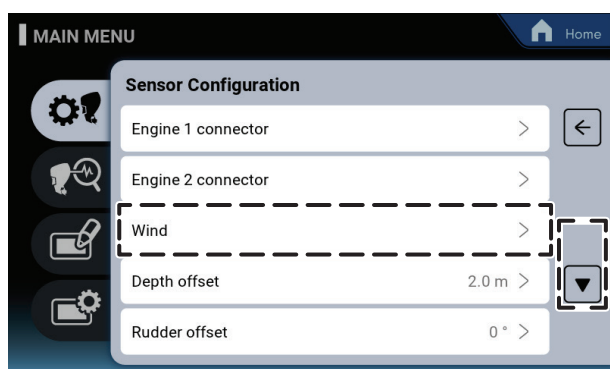 MAIN MENU
Home
Sensor Configuration
Engine 1 connector
Engine 2 connector
Wind
Depth offset 2.0 m
Rudder offset 0 °